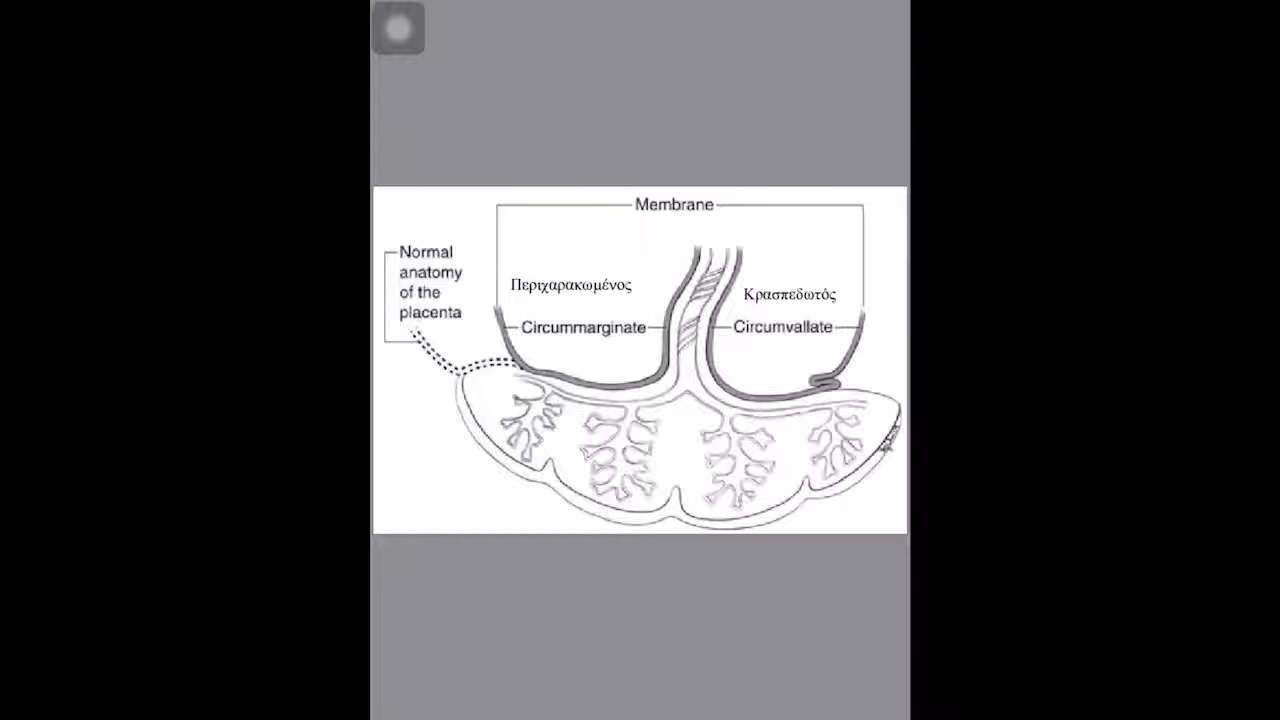 Membrane
Normal
anatomy
of the
placenta
Περιχαρακωμένος
Κρασπεδωτός
Circummarginate
Circumvallate